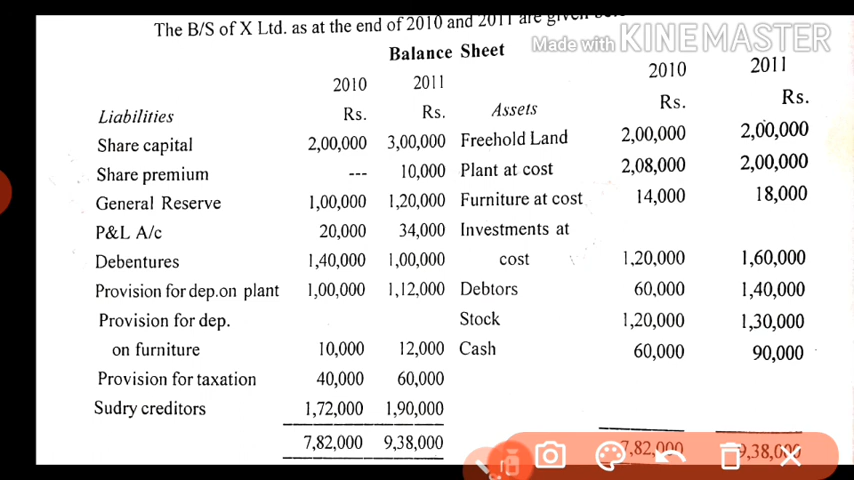 The B/S of X Ltd. as at the end of 2010 and 2011 are given
Made with KINEMASTER
Balance Sheet
2010 2011 2010 2011
Rs. Rs. Rs. Rs.
Liabilities Assets
Share capital 2,00,000 3,00,000 Freehold Land 2,00,000 2,00,000
Share premium --- 10,000 Plant at cost 2,08,000 2,00,000
General Reserve 1,00,000 1,20,000 Furniture at cost 14,000 18,000
P&L A/c 20,000 34,000 Investments at
Debentures 1,40,000 1,00,000 cost 1,20,000 1,60,000
Provision for dep.on plant 1,00,000 1,12,000 Debtors 60,000 1,40,000
Provision for dep. Stock 1,20,000 1,30,000
on furniture 10,000 12,000 Cash 60,000 90,000
Provision for taxation 40,000 60,000
Sudry creditors 1,72,000 1,90,000
7,82,000 9,38,000 7,82,000 9,38,000